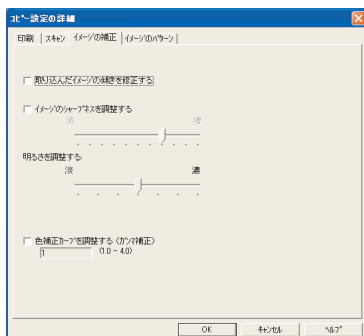 コピー設定の詳細
印刷 スキャン イメージの補正 イメージのパターン
取り込んだイメージの傾きを修正する
イメージのシャープネスを調整する
減 増
明るさを調整する
淡 濃
色補正カーブを調整する (ガンマ補正)
1 (1.0 - 4.0)
OK キャンセル ヘルプ